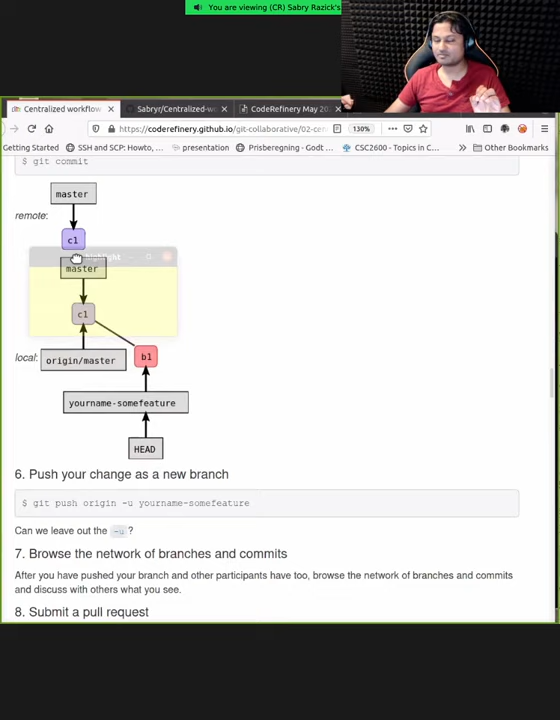 You are viewing (CR) Sabry Razick's
Centralized workflow
Sabryr/Centralized-w
CodeRefinery May 202
https://coderefinery.github.io/git-collaborative/02-cen
130%
Getting Started
SSH and SCP: Howto, ...
presentation
Prisberegning - Godt ...
CSC2600 - Topics in C...
Other Bookmarks
$ git commit
master
remote:
c1
highlight
master
c1
local:
origin/master
b1
yourname-somefeature
HEAD
6. Push your change as a new branch
$ git push origin -u yourname-somefeature
Can we leave out the -u?
7. Browse the network of branches and commits
After you have pushed your branch and other participants have too, browse the network of branches and commits
and discuss with others what you see.
8. Submit a pull request